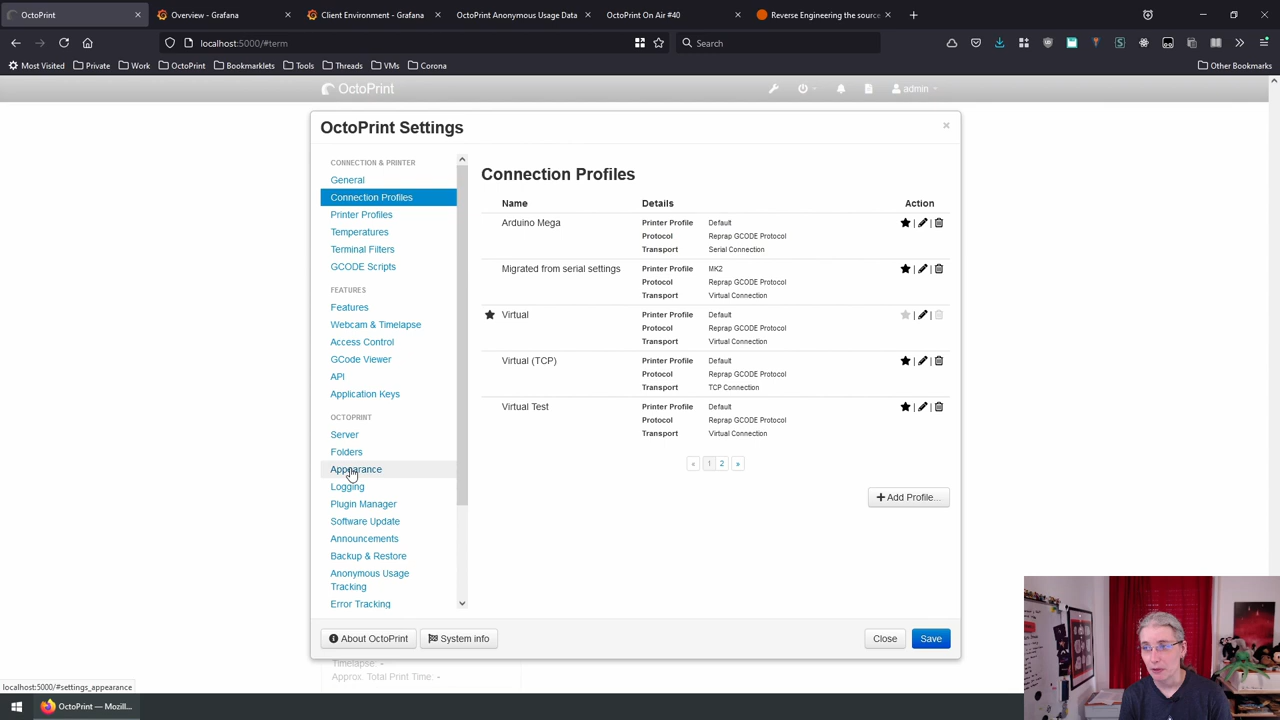 OctoPrint
Overview - Grafana
Client Environment - Grafana
OctoPrint Anonymous Usage Data
OctoPrint On Air #40
Reverse Engineering the source
localhost:5000/#term
Search
Most Visited
Private
Work
OctoPrint
Bookmarklets
Tools
Threads
VMs
Corona
Other Bookmarks
OctoPrint
admin
OctoPrint Settings
CONNECTION & PRINTER
General
Connection Profiles
Printer Profiles
Temperatures
Terminal Filters
GCODE Scripts
FEATURES
Features
Webcam & Timelapse
Access Control
GCode Viewer
API
Application Keys
OCTOPRINT
Server
Folders
Appearance
Logging
Plugin Manager
Software Update
Announcements
Backup & Restore
Anonymous Usage
Tracking
Error Tracking
Connection Profiles
Name Details Action
Arduino Mega Printer Profile Default
Protocol Reprap GCODE Protocol
Transport Serial Connection
Migrated from serial settings Printer Profile MK2
Protocol Reprap GCODE Protocol
Transport Virtual Connection
Virtual Printer Profile Default
Protocol Reprap GCODE Protocol
Transport Virtual Connection
Virtual (TCP) Printer Profile Default
Protocol Reprap GCODE Protocol
Transport TCP Connection
Virtual Test Printer Profile Default
Protocol Reprap GCODE Protocol
Transport Virtual Connection
« 1 2 »
Add Profile...
About OctoPrint
System info
Close
Save
Timelapse: -
Approx. Total Print Time: -
localhost:5000/#settings_appearance
OctoPrint — Mozill...